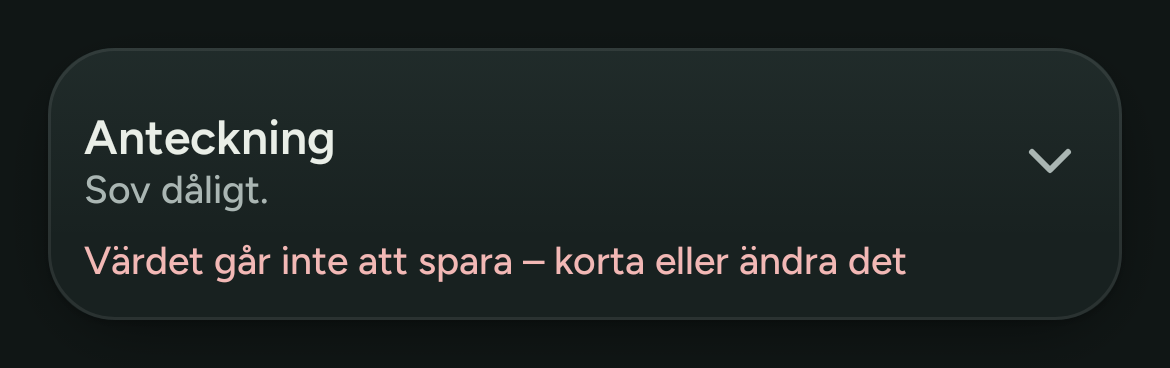 Anteckning
Sov dåligt.
Värdet går inte att spara – korta eller ändra det